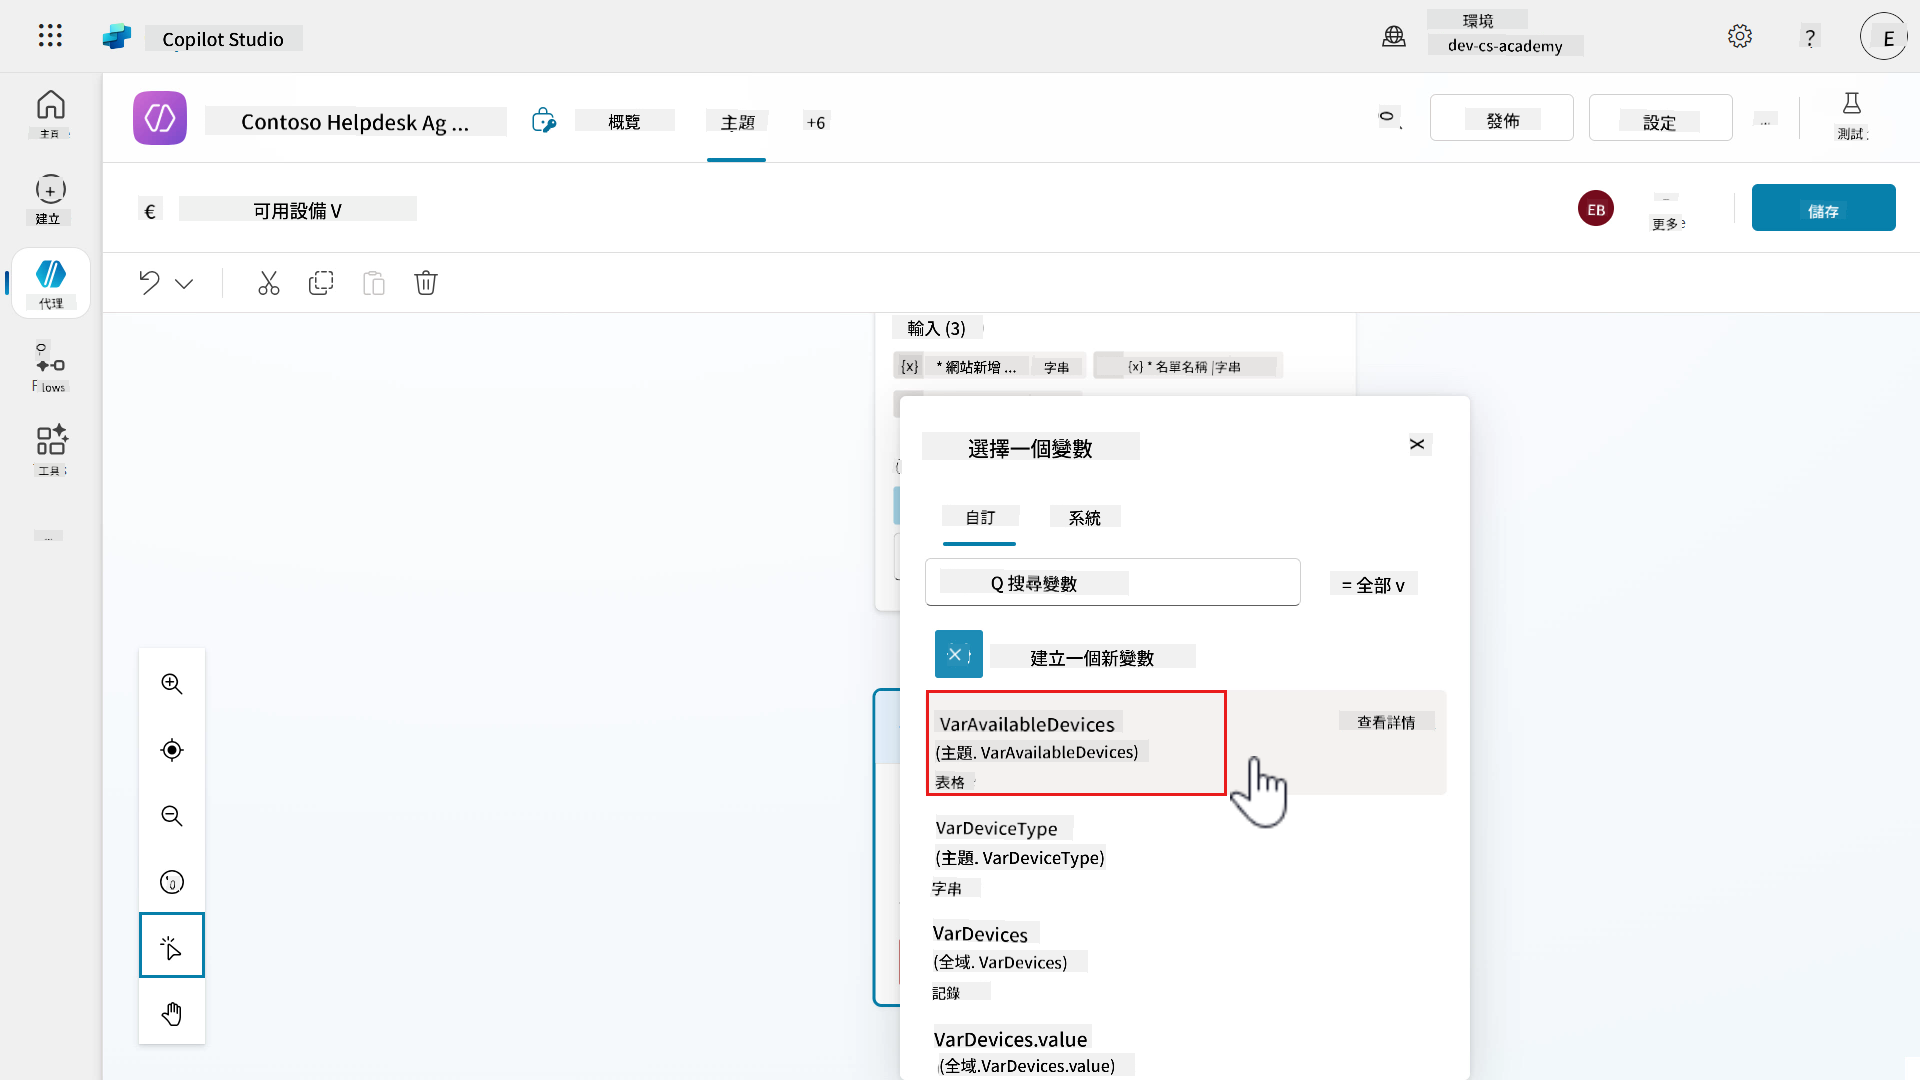 Copilot Studio
環境
dev-cs-academy
?
E
主頁
Contoso Helpdesk Ag ...
概覽
主題
+6
發佈
設定
...
測試
建立
€
可用設備 V
EB
更多
儲存
代理
輸入 (3)
{x} * 網站新增 ... 字串
{x} * 名單名稱 字串
Flows
工具
選擇一個變數
X
自訂
系統
Q 搜尋變數
= 全部 v
建立一個新變數
VarAvailableDevices
(主題. VarAvailableDevices)
表格
查看詳情
VarDeviceType
(主題. VarDeviceType)
字串
VarDevices
(全域. VarDevices)
記錄
VarDevices.value
(全域.VarDevices.value)